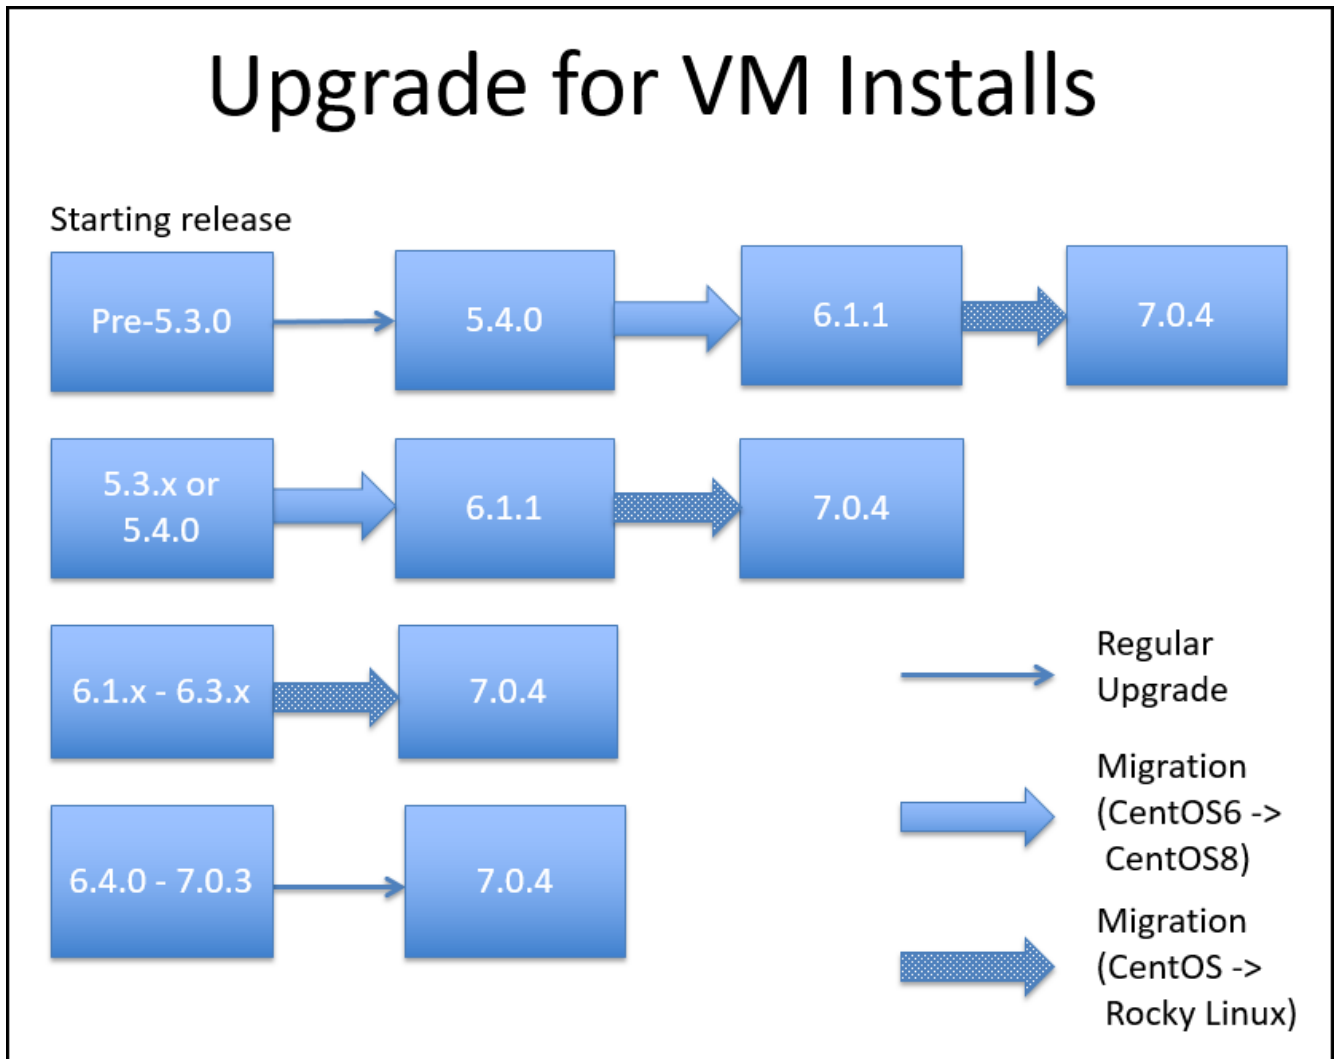 Upgrade for VM Installs
Starting release
Pre-5.3.0
5.4.0
6.1.1
7.0.4
5.3.x or
5.4.0
6.1.1
7.0.4
6.1.x - 6.3.x
7.0.4
6.4.0 - 7.0.3
7.0.4
Regular
Upgrade
Migration
(CentOS6 ->
CentOS8)
Migration
(CentOS ->
Rocky Linux)